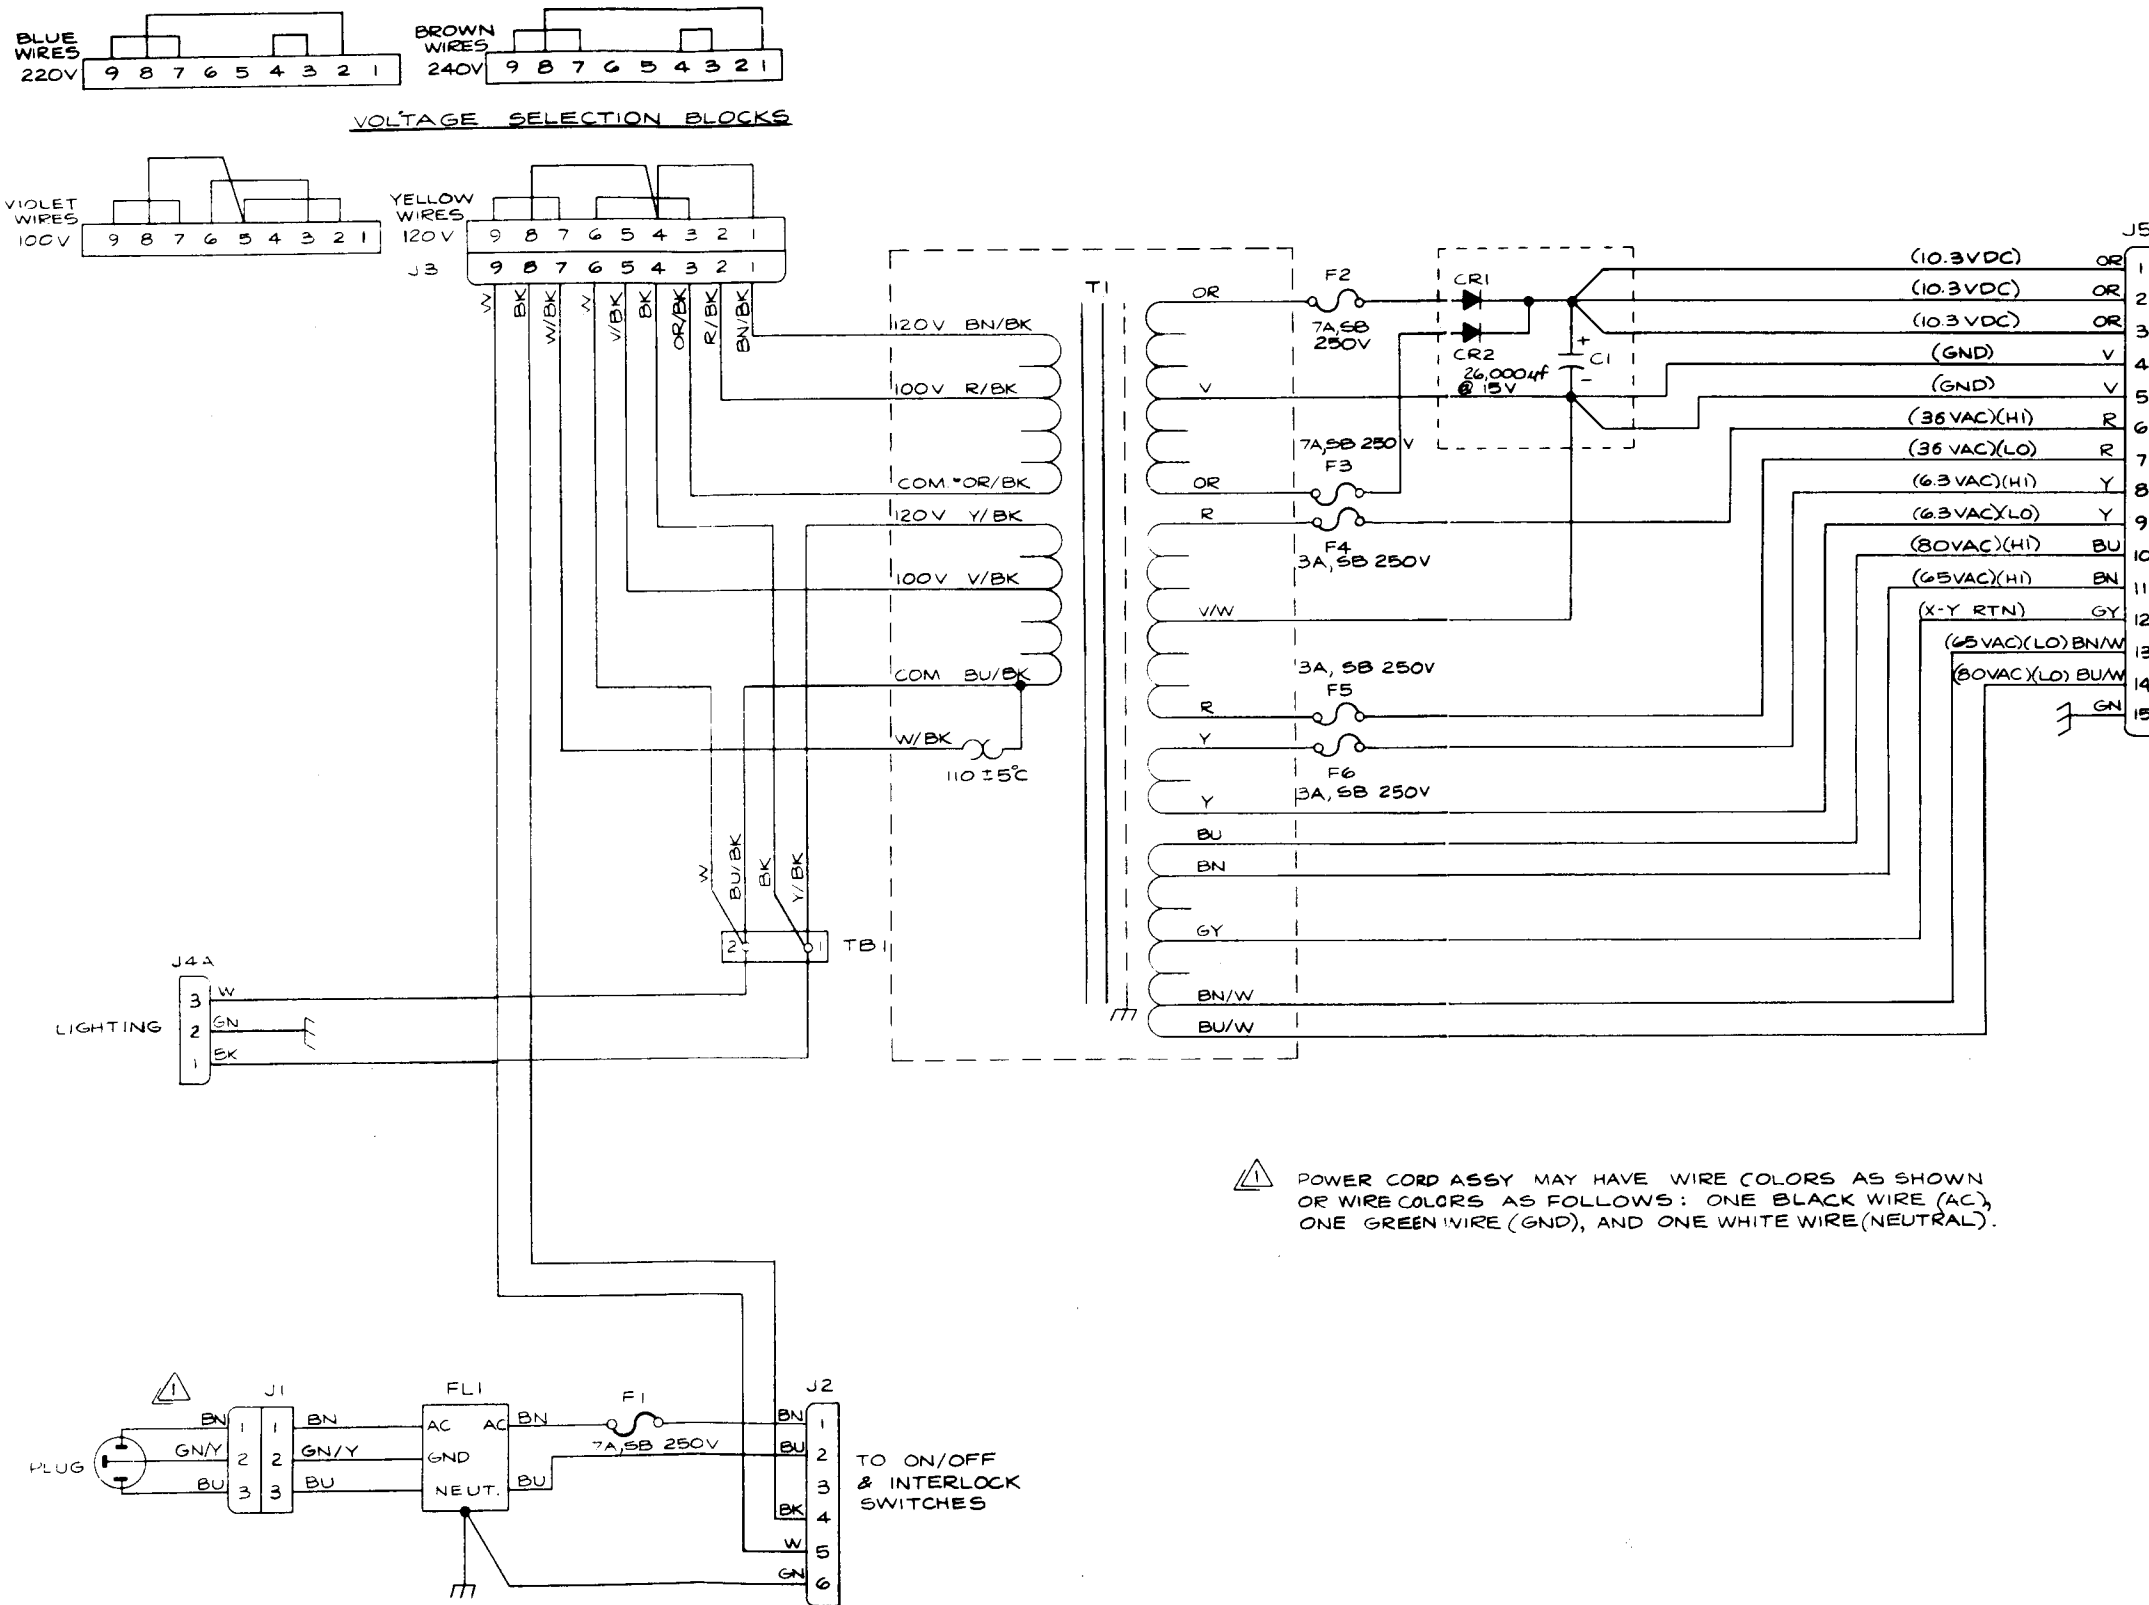 BLUE
WIRES
220V
9 8 7 6 5 4 3 2 1
BROWN
WIRES
240V
9 8 7 6 5 4 3 2 1
VOLTAGE SELECTION BLOCKS
VIOLET
WIRES
100V
9 8 7 6 5 4 3 2 1
YELLOW
WIRES
120V
9 8 7 6 5 4 3 2 1
J3
9 8 7 6 5 4 3 2 1
BK
W/BK
V/BK
BK
OR/BK
R/BK
BN/BK
120V BN/BK
100V R/BK
COM. OR/BK
120V Y/BK
100V V/BK
COM BU/BK
W/BK
110 ±5°C
T1
OR
V
OR
R
V/W
R
Y
Y
BU
BN
GY
BN/W
BU/W
F2
7A,SB
250V
7A,SB 250V
F3
F4
3A, SB 250V
3A, SB 250V
F5
F6
3A, SB 250V
CR1
CR2
26,000µf
@ 15V
+
C1
-
J5
(10.3VDC) OR 1
(10.3VDC) OR 2
(10.3VDC) OR 3
(GND) V 4
(GND) V 5
(36VAC)(HI) R 6
(36VAC)(LO) R 7
(6.3VAC)(HI) Y 8
(6.3VAC)(LO) Y 9
(80VAC)(HI) BU 10
(65VAC)(HI) BN 11
(X-Y RTN) GY 12
(65VAC)(LO) BN/W 13
(80VAC)(LO) BU/W 14
GN 15
W
BU/BK
BK
Y/BK
2 1 TB1
J4A
LIGHTING
3 W
2 GN
1 BK
1 POWER CORD ASSY MAY HAVE WIRE COLORS AS SHOWN
OR WIRE COLORS AS FOLLOWS: ONE BLACK WIRE (AC),
ONE GREEN WIRE (GND), AND ONE WHITE WIRE (NEUTRAL).
1
PLUG
J1
BN 1 1 BN
GN/Y 2 2 GN/Y
BU 3 3 BU
FL1
AC AC BN
GND
NEUT. BU
F1
7A,SB 250V
J2
BN 1
BU 2
3
BK 4
W 5
GN 6
TO ON/OFF
& INTERLOCK
SWITCHES